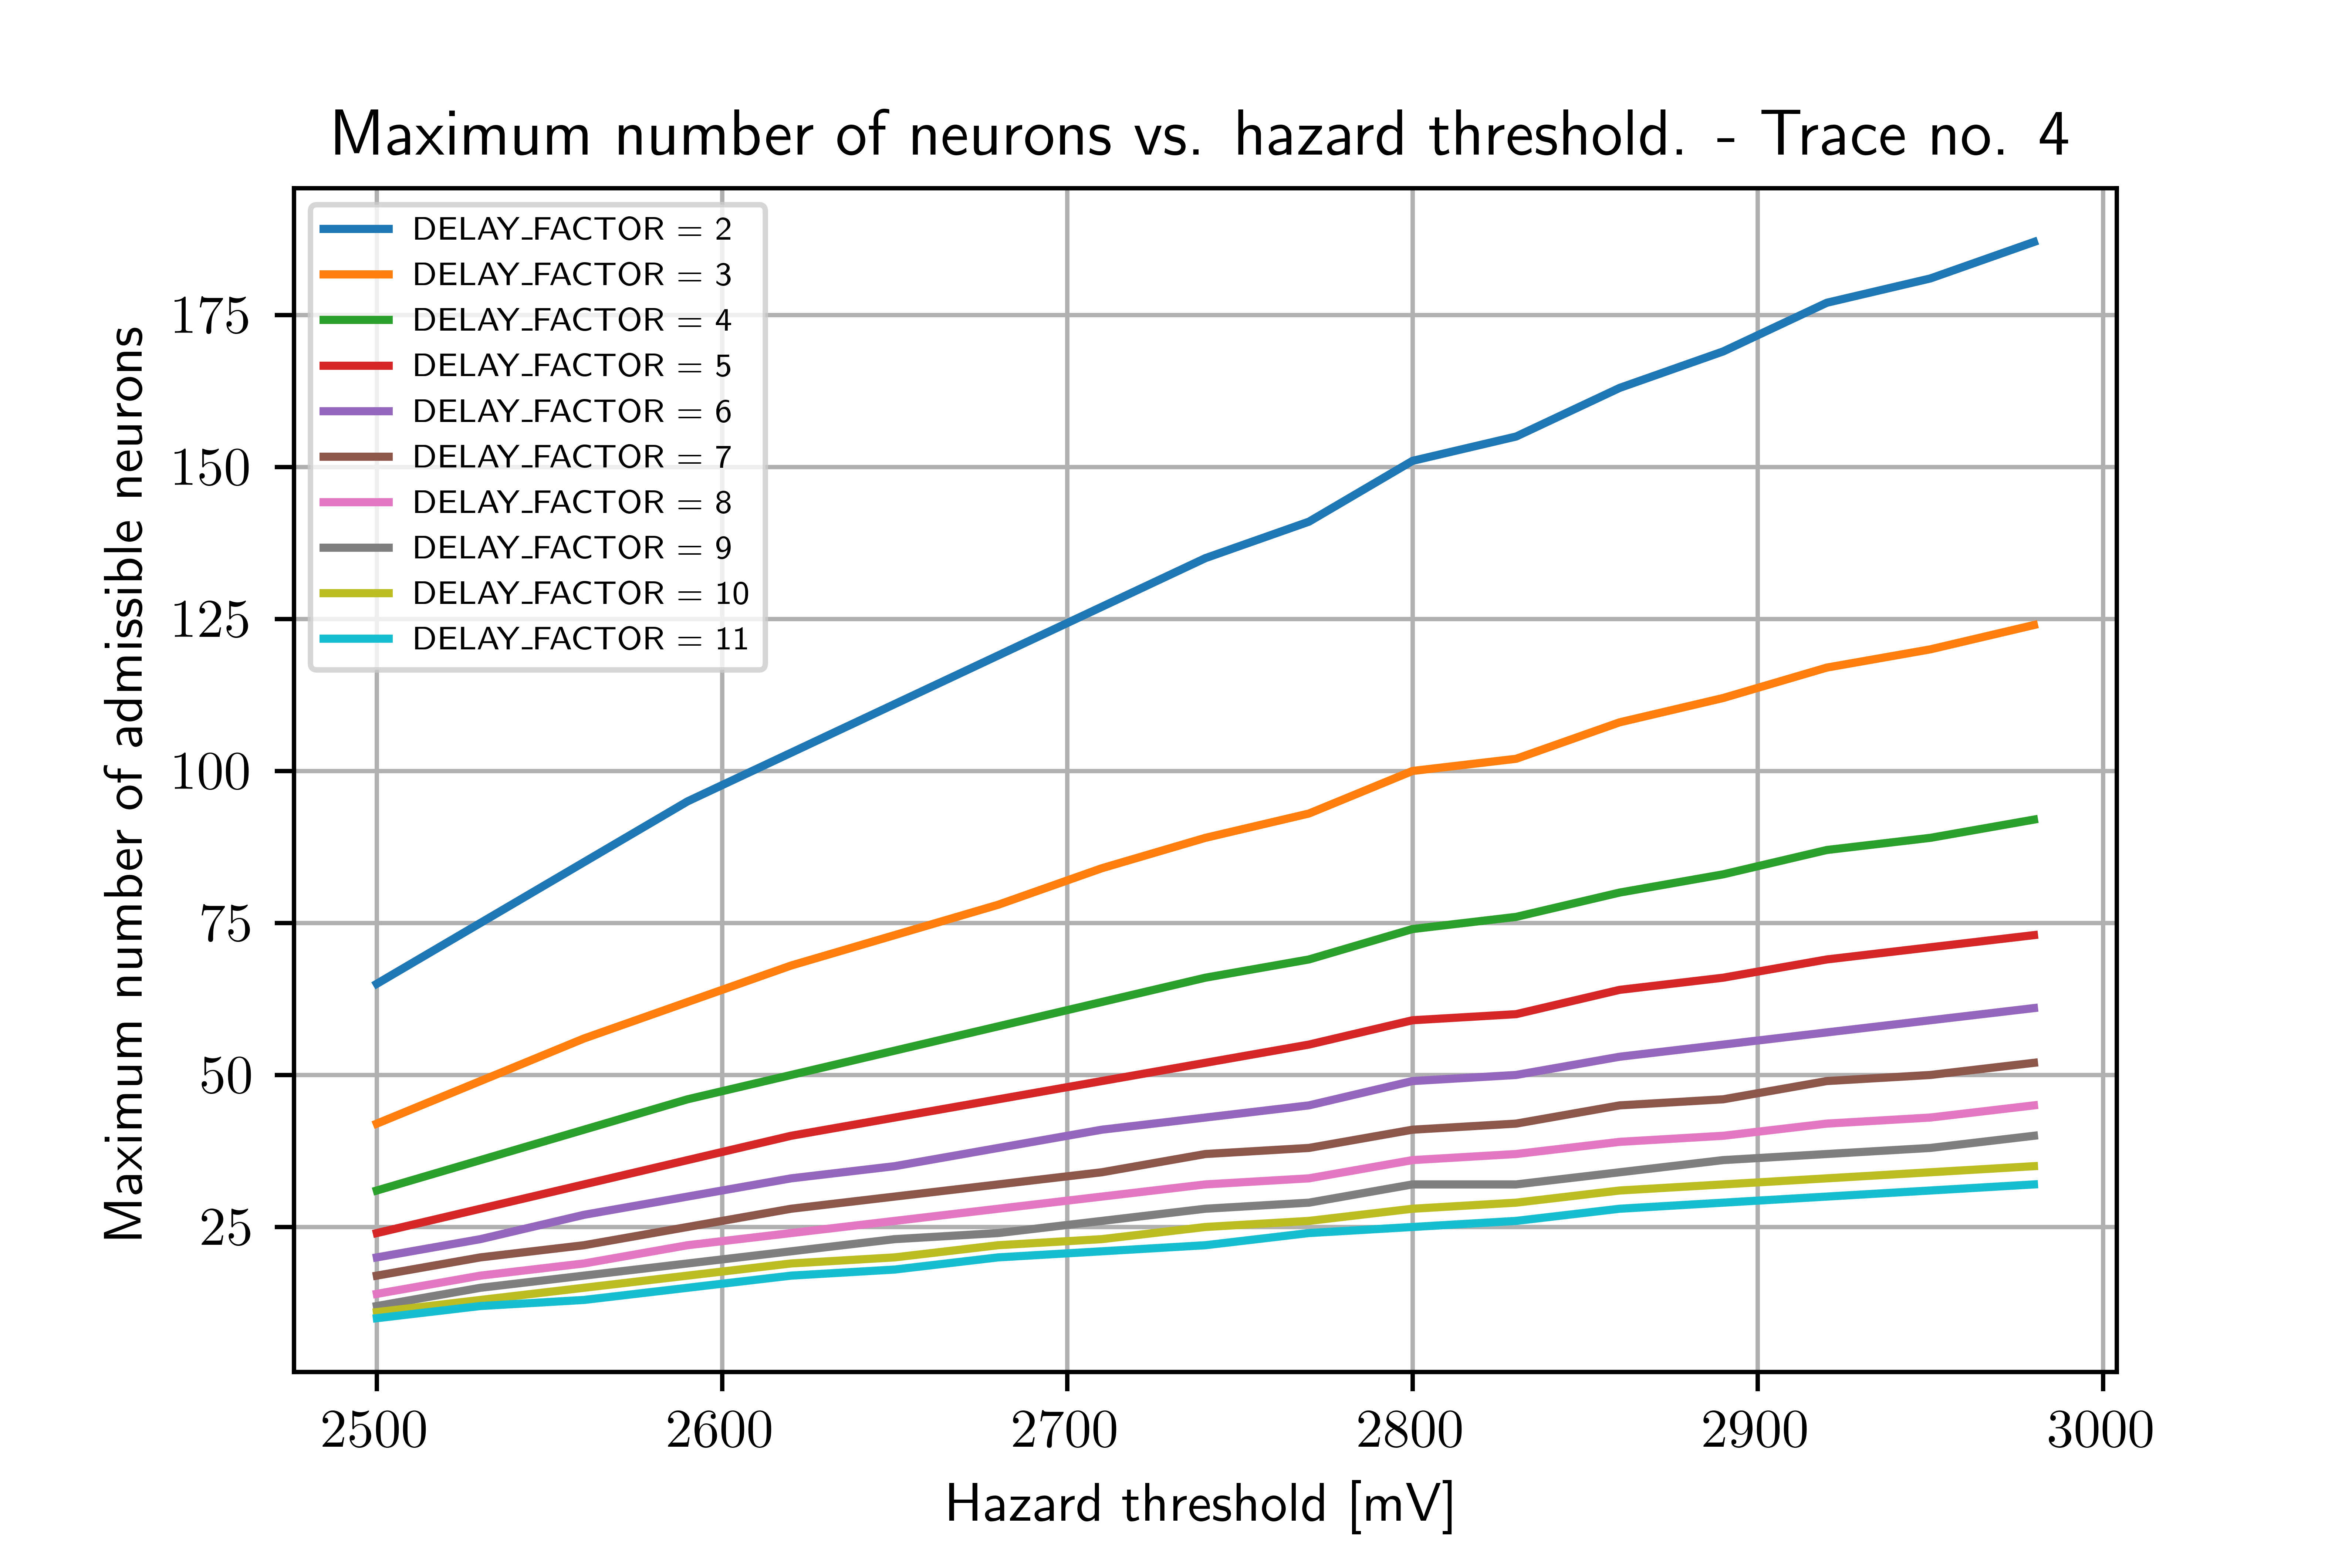 Maximum number of neurons vs. hazard threshold. - Trace no. 4
DELAY_FACTOR = 2
DELAY_FACTOR = 3
DELAY_FACTOR = 4
DELAY_FACTOR = 5
DELAY_FACTOR = 6
DELAY_FACTOR = 7
DELAY_FACTOR = 8
DELAY_FACTOR = 9
DELAY_FACTOR = 10
DELAY_FACTOR = 11
Maximum number of admissible neurons
175
150
125
100
75
50
25
2500 2600 2700 2800 2900 3000
Hazard threshold [mV]